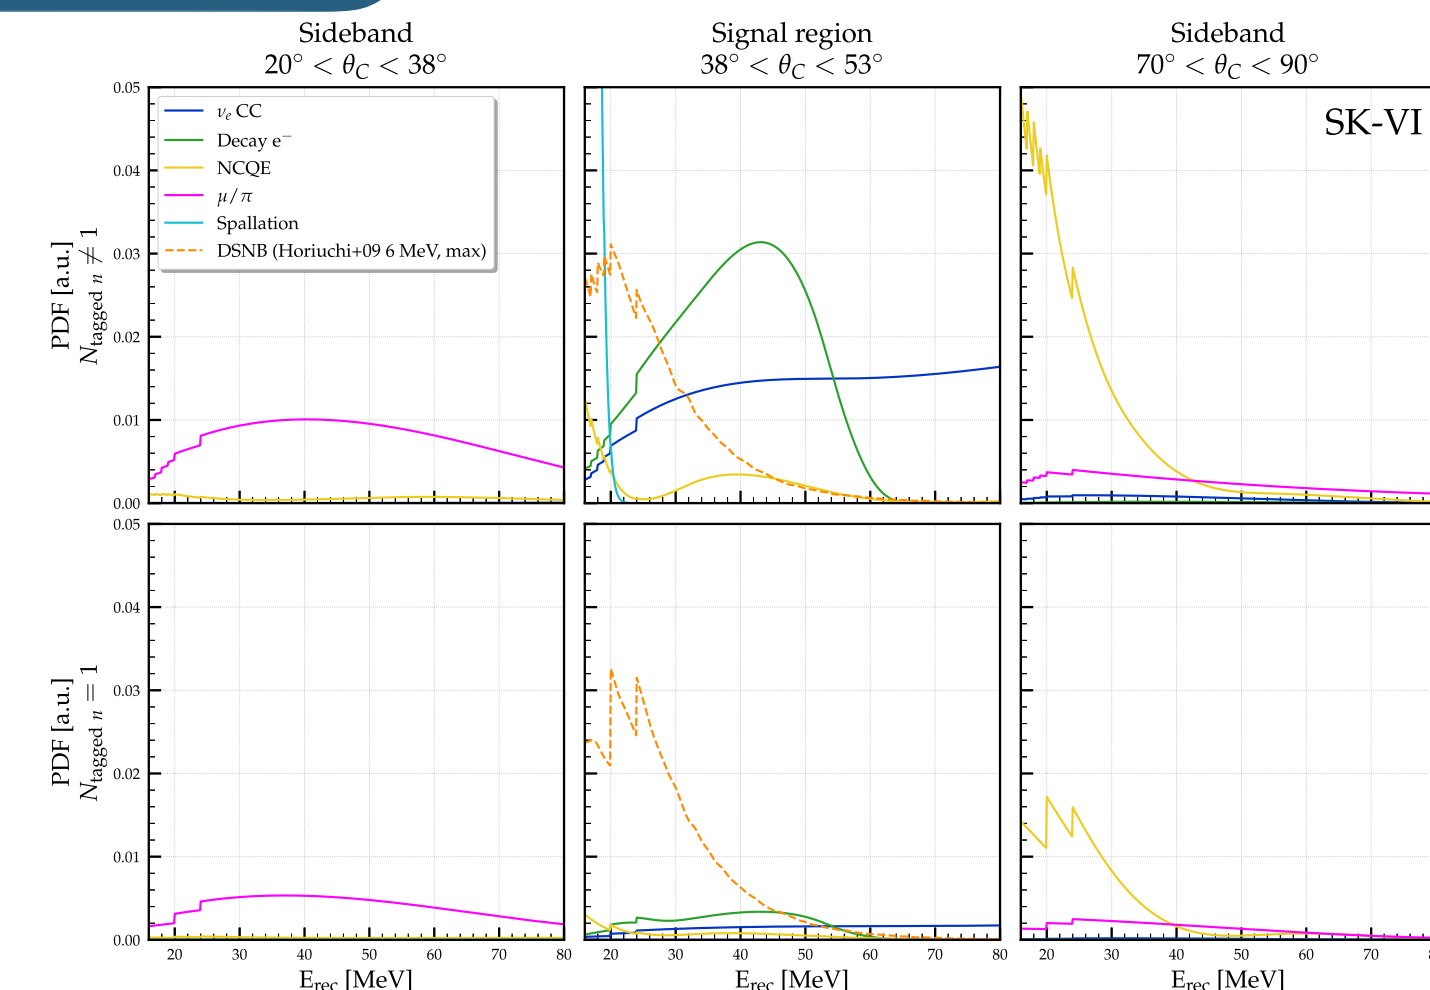 Sideband
20° < θ_C < 38°
Signal region
38° < θ_C < 53°
Sideband
70° < θ_C < 90°
PDF [a.u.]
N_tagged n ≠ 1
0.05
0.04
0.03
0.02
0.01
0.00
ν_e CC
Decay e⁻
NCQE
μ/π
Spallation
DSNB (Horiuchi+09 6 MeV, max)
SK-VI
PDF [a.u.]
N_tagged n = 1
0.05
0.04
0.03
0.02
0.01
0.00
20 30 40 50 60 70 80
E_rec [MeV]
20 30 40 50 60 70 80
E_rec [MeV]
20 30 40 50 60 70
E_rec [MeV]